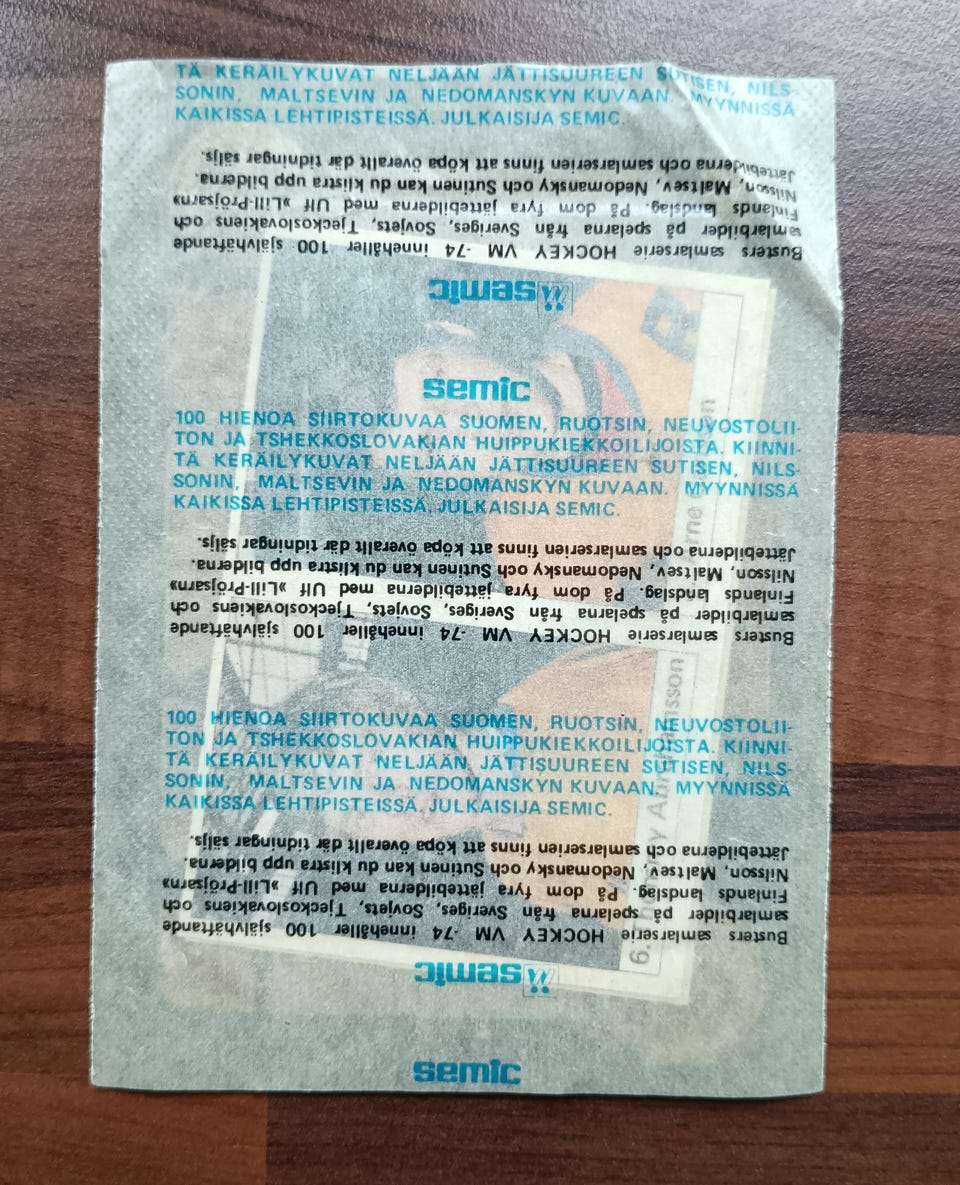 TÄ KERÄILYKUVAT NELJÄÄN JÄTTISUUREEN SUTISEN, NILS-
SONIN, MALTSEVIN JA NEDOMANSKYN KUVAAN. MYYNNISSÄ
KAIKISSA LEHTIPISTEISSÄ. JULKAISIJA SEMIC.
Busters samlarserie HOCKEY VM -74 innehåller 100 självhäftande
samlarbilder på spelarna från Sveriges, Sovjets, Tjeckoslovakiens och
Finlands landslag. På dom fyra jättebilderna med Ulf »Lill-Pröjsarn»
Nilsson, Maltsev, Nedomansky och Sutinen kan du klistra upp bilderna.
Jättebilderna och samlarserien finns att köpa överallt där tidningar säljs.
semic
semic
100 HIENOA SIIRTOKUVAA SUOMEN, RUOTSIN, NEUVOSTOLII-
TON JA TSHEKKOSLOVAKIAN HUIPPUKIEKKOILIJOISTA. KIINNI-
TÄ KERÄILYKUVAT NELJÄÄN JÄTTISUUREEN SUTISEN, NILS-
SONIN, MALTSEVIN JA NEDOMANSKYN KUVAAN. MYYNNISSÄ
KAIKISSA LEHTIPISTEISSÄ. JULKAISIJA SEMIC.
Busters samlarserie HOCKEY VM -74 innehåller 100 självhäftande
samlarbilder på spelarna från Sveriges, Sovjets, Tjeckoslovakiens och
Finlands landslag. På dom fyra jättebilderna med Ulf »Lill-Pröjsarn»
Nilsson, Maltsev, Nedomansky och Sutinen kan du klistra upp bilderna.
Jättebilderna och samlarserien finns att köpa överallt där tidningar säljs.
100 HIENOA SIIRTOKUVAA SUOMEN, RUOTSIN, NEUVOSTOLII-
TON JA TSHEKKOSLOVAKIAN HUIPPUKIEKKOILIJOISTA. KIINNI-
TÄ KERÄILYKUVAT NELJÄÄN JÄTTISUUREEN SUTISEN, NILS-
SONIN, MALTSEVIN JA NEDOMANSKYN KUVAAN. MYYNNISSÄ
KAIKISSA LEHTIPISTEISSÄ. JULKAISIJA SEMIC.
Busters samlarserie HOCKEY VM -74 innehåller 100 självhäftande
samlarbilder på spelarna från Sveriges, Sovjets, Tjeckoslovakiens och
Finlands landslag. På dom fyra jättebilderna med Ulf »Lill-Pröjsarn»
Nilsson, Maltsev, Nedomansky och Sutinen kan du klistra upp bilderna.
Jättebilderna och samlarserien finns att köpa överallt där tidningar säljs.
semic
semic
6.